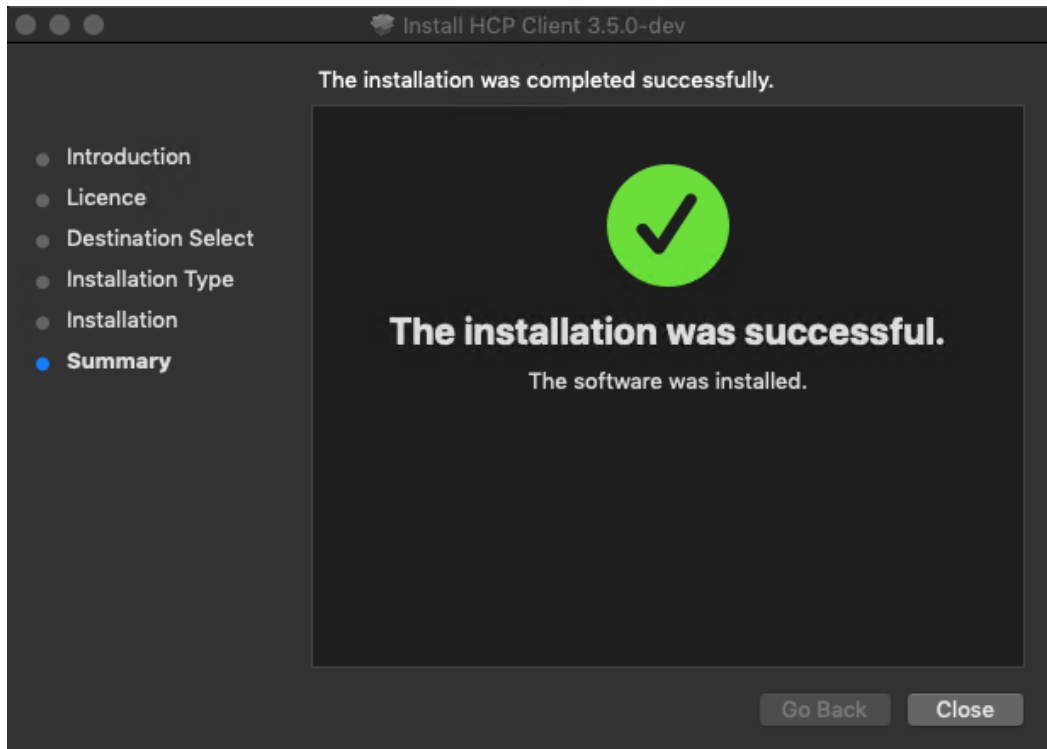 Install HCP Client 3.5.0-dev
The installation was completed successfully.
Introduction
Licence
Destination Select
Installation Type
Installation
Summary
The installation was successful.
The software was installed.
Go Back
Close